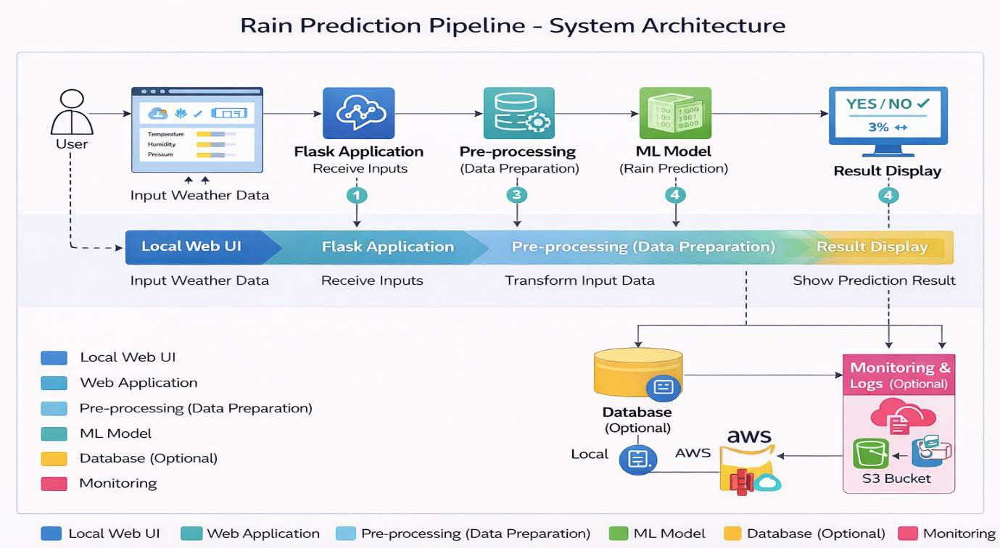 Rain Prediction Pipeline - System Architecture
YES / NO ✓
3% ↔
Temperature
Humidity
Pressure
User
Flask Application
Receive Inputs
Pre-processing
(Data Preparation)
ML Model
(Rain Prediction)
Result Display
Input Weather Data
1
3
4
4
Local Web UI
Flask Application
Pre-processing (Data Preparation)
Result Display
Input Weather Data
Receive Inputs
Transform Input Data
Show Prediction Result
Local Web UI
Web Application
Pre-processing (Data Preparation)
ML Model
Database (Optional)
Monitoring
Database
(Optional)
Local
AWS
aws
Monitoring &
Logs (Optional)
S3 Bucket
Local Web UI
Web Application
Pre-processing (Data Preparation)
ML Model
Database (Optional)
Monitoring